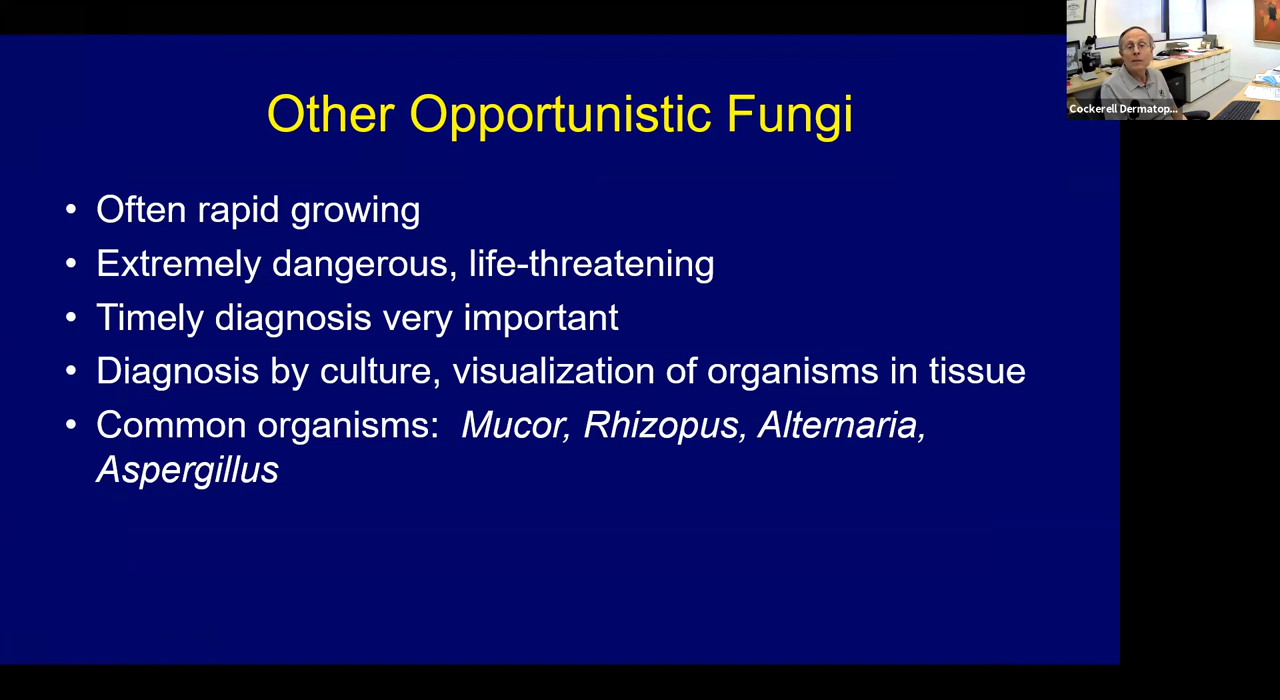 Other Opportunistic Fungi
• Often rapid growing
• Extremely dangerous, life-threatening
• Timely diagnosis very important
• Diagnosis by culture, visualization of organisms in tissue
• Common organisms: Mucor, Rhizopus, Alternaria,
Aspergillus
Cockerell Dermatop...